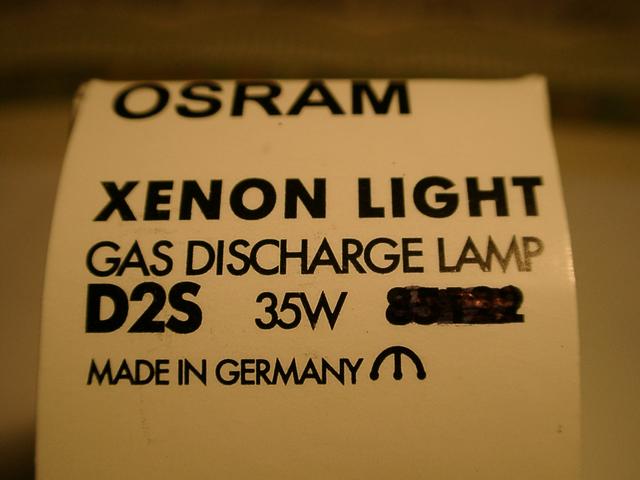 OSRAM
XENON LIGHT
GAS DISCHARGE LAMP
D2S 35W
MADE IN GERMANY